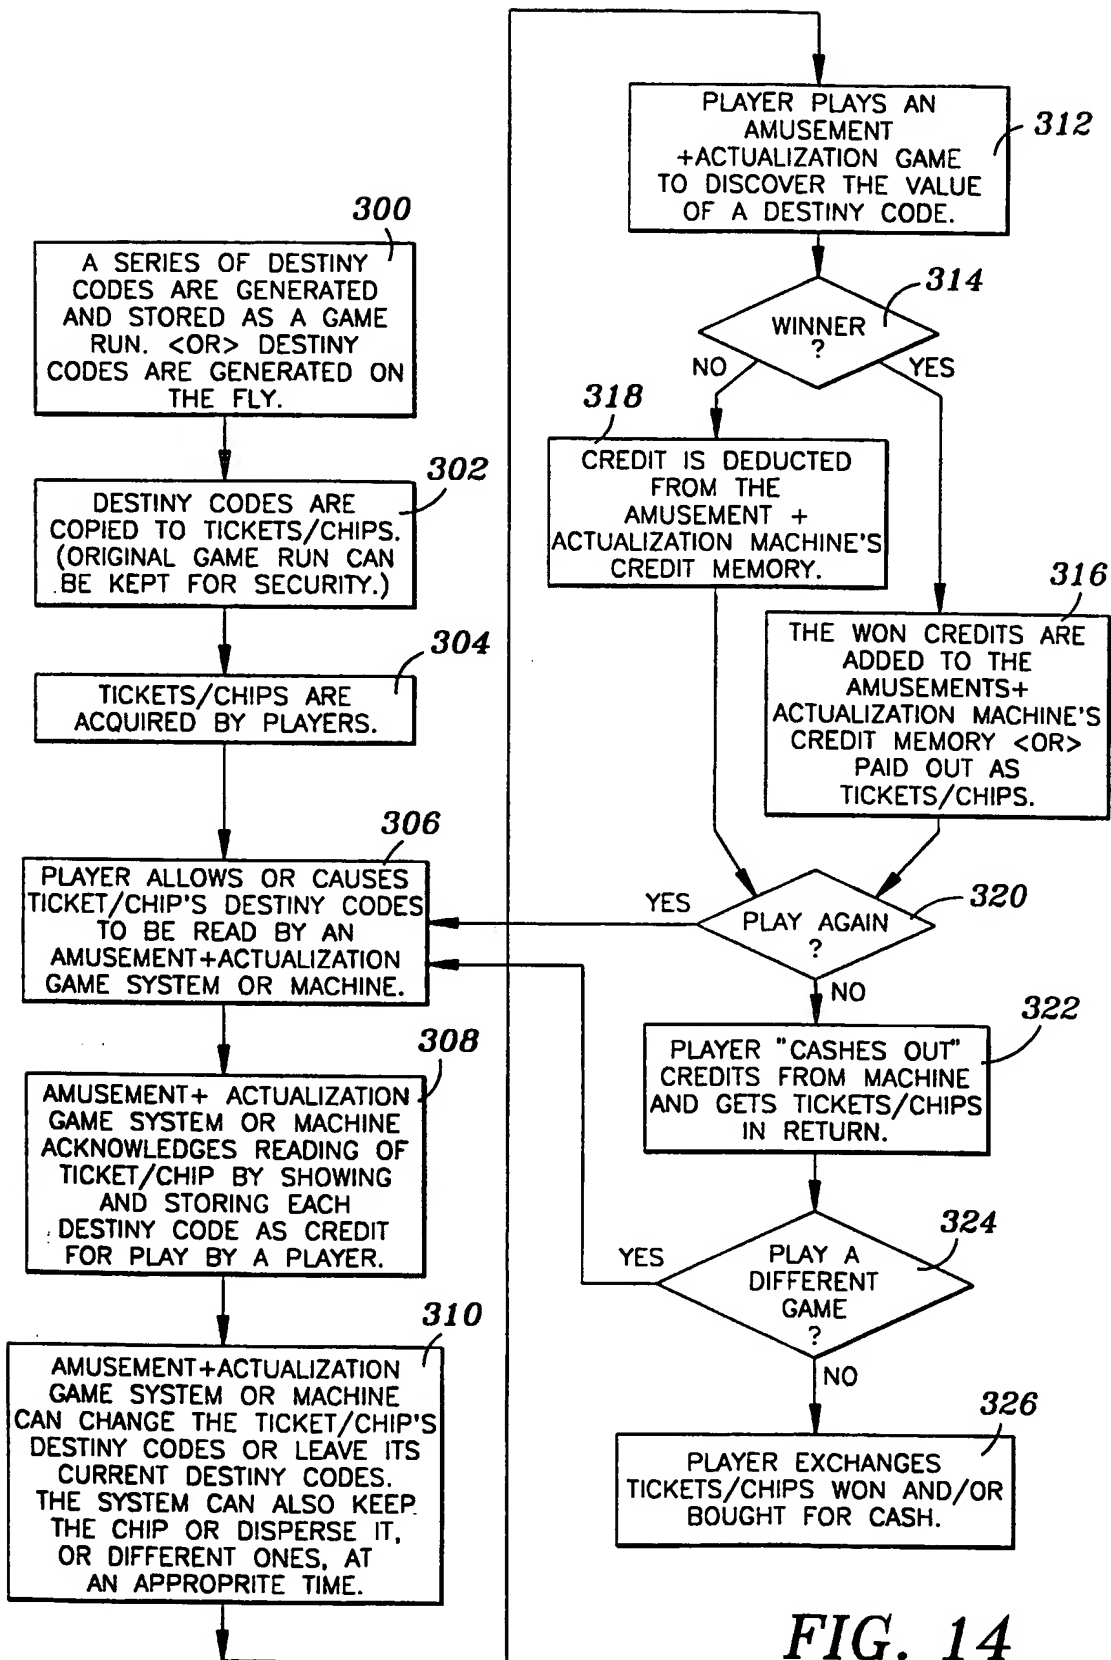 300
A SERIES OF DESTINY
CODES ARE GENERATED
AND STORED AS A GAME
RUN. <OR> DESTINY
CODES ARE GENERATED ON
THE FLY.
302
DESTINY CODES ARE
COPIED TO TICKETS/CHIPS.
(ORIGINAL GAME RUN CAN
BE KEPT FOR SECURITY.)
304
TICKETS/CHIPS ARE
ACQUIRED BY PLAYERS.
306
PLAYER ALLOWS OR CAUSES
TICKET/CHIP'S DESTINY CODES
TO BE READ BY AN
AMUSEMENT+ACTUALIZATION
GAME SYSTEM OR MACHINE.
308
AMUSEMENT+ ACTUALIZATION
GAME SYSTEM OR MACHINE
ACKNOWLEDGES READING OF
TICKET/CHIP BY SHOWING
AND STORING EACH
DESTINY CODE AS CREDIT
FOR PLAY BY A PLAYER.
310
AMUSEMENT+ACTUALIZATION
GAME SYSTEM OR MACHINE
CAN CHANGE THE TICKET/CHIP'S
DESTINY CODES OR LEAVE ITS
CURRENT DESTINY CODES.
THE SYSTEM CAN ALSO KEEP
THE CHIP OR DISPERSE IT,
OR DIFFERENT ONES, AT
AN APPROPRITE TIME.
312
PLAYER PLAYS AN
AMUSEMENT
+ACTUALIZATION GAME
TO DISCOVER THE VALUE
OF A DESTINY CODE.
314
WINNER
?
NO
YES
318
CREDIT IS DEDUCTED
FROM THE
AMUSEMENT +
ACTUALIZATION MACHINE'S
CREDIT MEMORY.
316
THE WON CREDITS ARE
ADDED TO THE
AMUSEMENTS+
ACTUALIZATION MACHINE'S
CREDIT MEMORY <OR>
PAID OUT AS
TICKETS/CHIPS.
320
YES
PLAY AGAIN
?
NO
322
PLAYER "CASHES OUT"
CREDITS FROM MACHINE
AND GETS TICKETS/CHIPS
IN RETURN.
324
YES
PLAY A
DIFFERENT
GAME
?
NO
326
PLAYER EXCHANGES
TICKETS/CHIPS WON AND/OR
BOUGHT FOR CASH.
FIG. 14